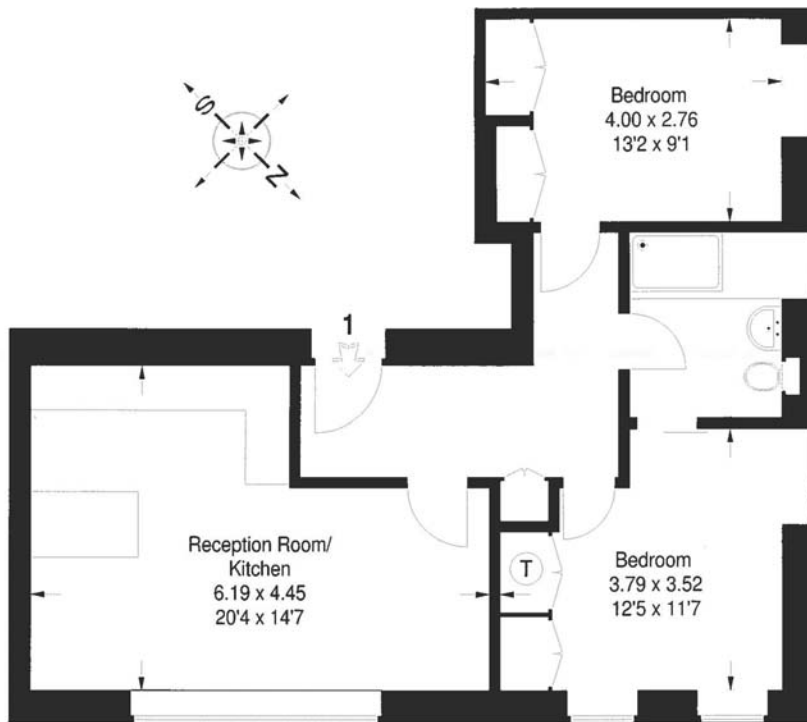 Bedroom
4.00 x 2.76
13'2 x 9'1
S
N
1
Reception Room/
Kitchen
6.19 x 4.45
20'4 x 14'7
T
Bedroom
3.79 x 3.52
12'5 x 11'7